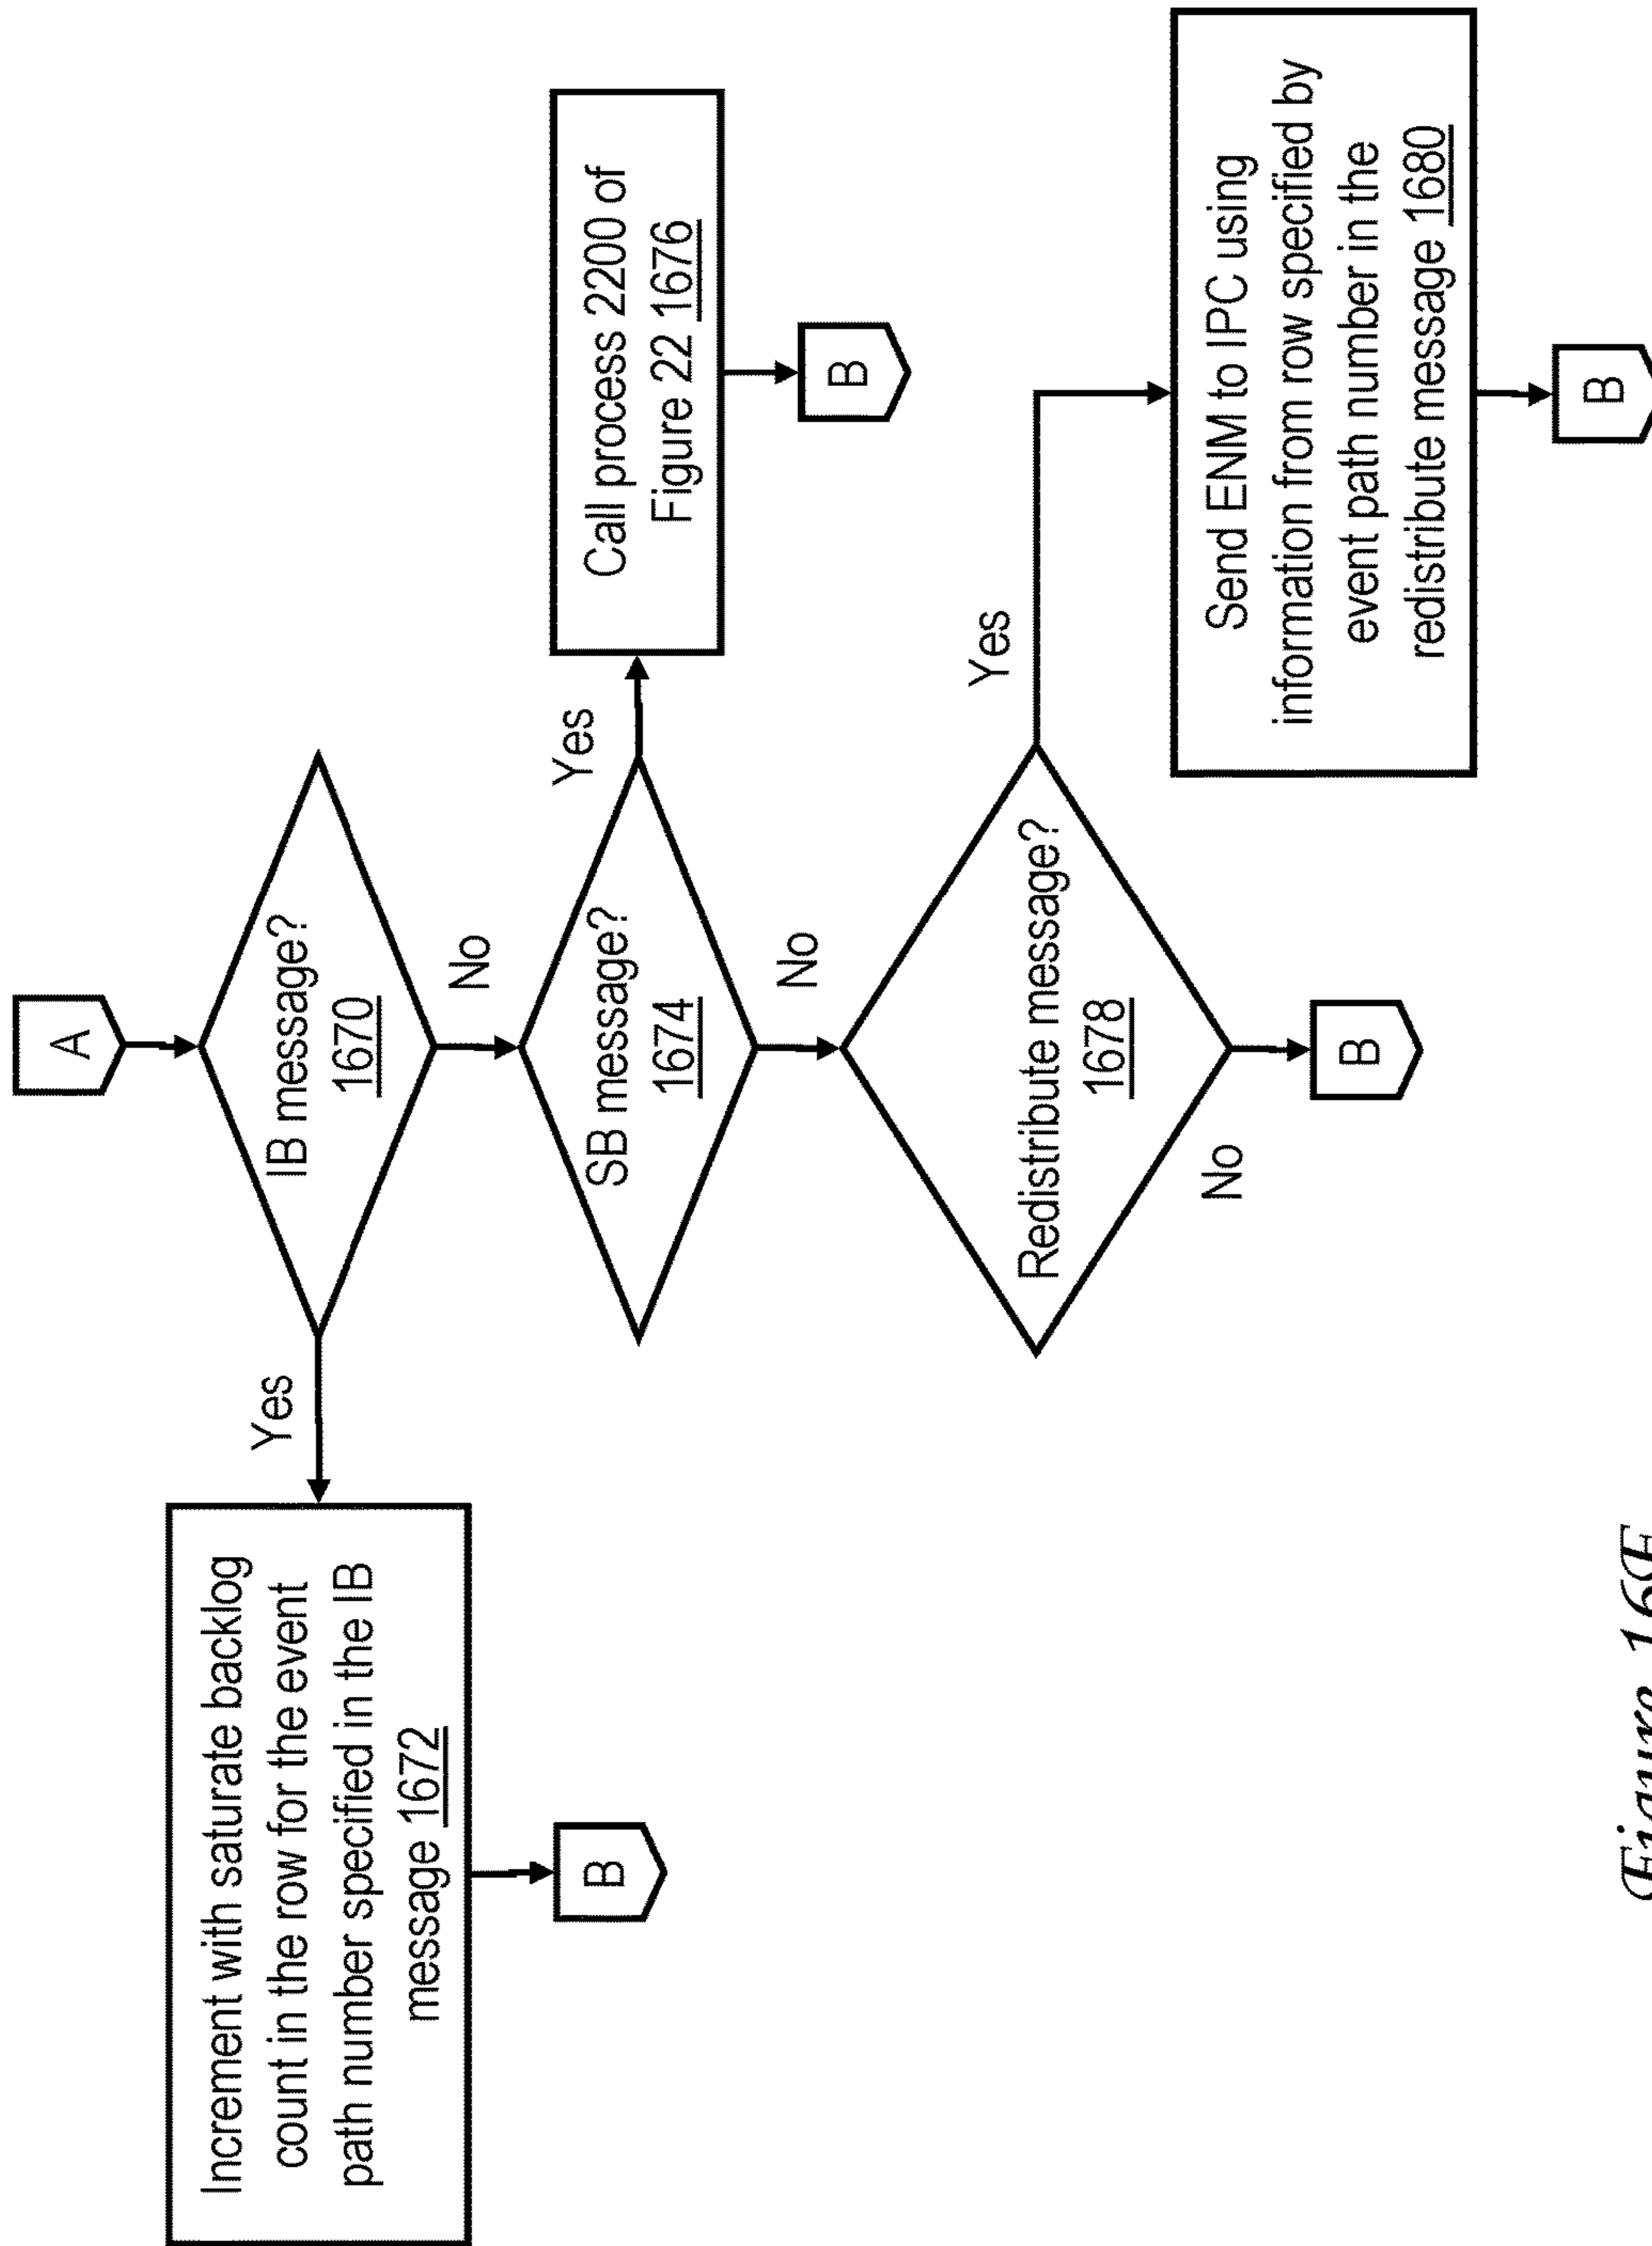 A
IB message?
1670
Yes
No
Increment with saturate backlog
count in the row for the event
path number specified in the IB
message 1672
B
SB message?
1674
Yes
No
Call process 2200 of
Figure 22 1676
B
Redistribute message?
1678
Yes
No
Send ENM to IPC using
information from row specified by
event path number in the
redistribute message 1680
B
B
Figure 16F